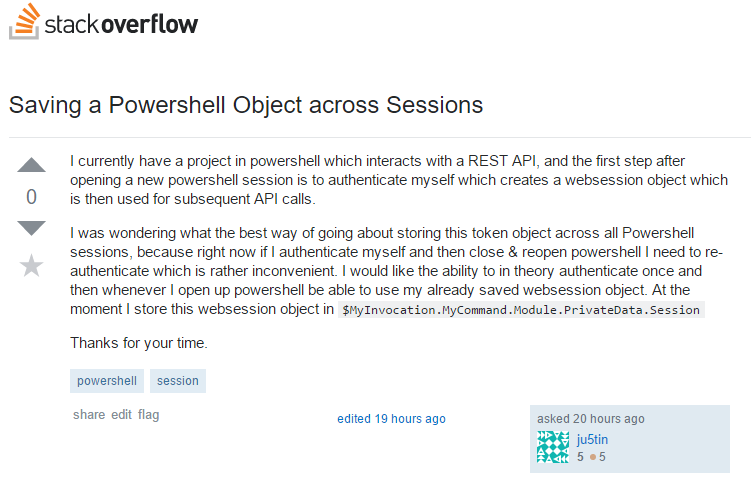 stackoverflow
Saving a Powershell Object across Sessions
I currently have a project in powershell which interacts with a REST API, and the first step after
opening a new powershell session is to authenticate myself which creates a websession object which
is then used for subsequent API calls.
0
I was wondering what the best way of going about storing this token object across all Powershell
sessions, because right now if I authenticate myself and then close & reopen powershell I need to re-
authenticate which is rather inconvenient. I would like the ability to in theory authenticate once and
then whenever I open up powershell be able to use my already saved websession object. At the
moment I store this websession object in $MyInvocation.MyCommand.Module.PrivateData.Session
Thanks for your time.
powershell session
share edit flag edited 19 hours ago asked 20 hours ago
ju5tin
5 5